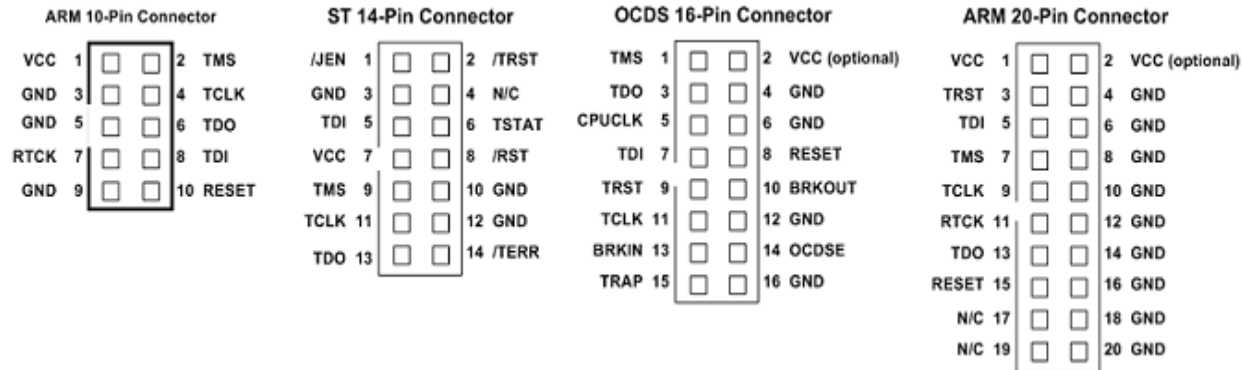 ARM 10-Pin Connector
VCC 1 2 TMS
GND 3 4 TCLK
GND 5 6 TDO
RTCK 7 8 TDI
GND 9 10 RESET
ST 14-Pin Connector
/JEN 1 2 /TRST
GND 3 4 N/C
TDI 5 6 TSTAT
VCC 7 8 /RST
TMS 9 10 GND
TCLK 11 12 GND
TDO 13 14 /TERR
OCDS 16-Pin Connector
TMS 1 2 VCC (optional)
TDO 3 4 GND
CPUCLK 5 6 GND
TDI 7 8 RESET
TRST 9 10 BRKOUT
TCLK 11 12 GND
BRKIN 13 14 OCDSE
TRAP 15 16 GND
ARM 20-Pin Connector
VCC 1 2 VCC (optional)
TRST 3 4 GND
TDI 5 6 GND
TMS 7 8 GND
TCLK 9 10 GND
RTCK 11 12 GND
TDO 13 14 GND
RESET 15 16 GND
N/C 17 18 GND
N/C 19 20 GND